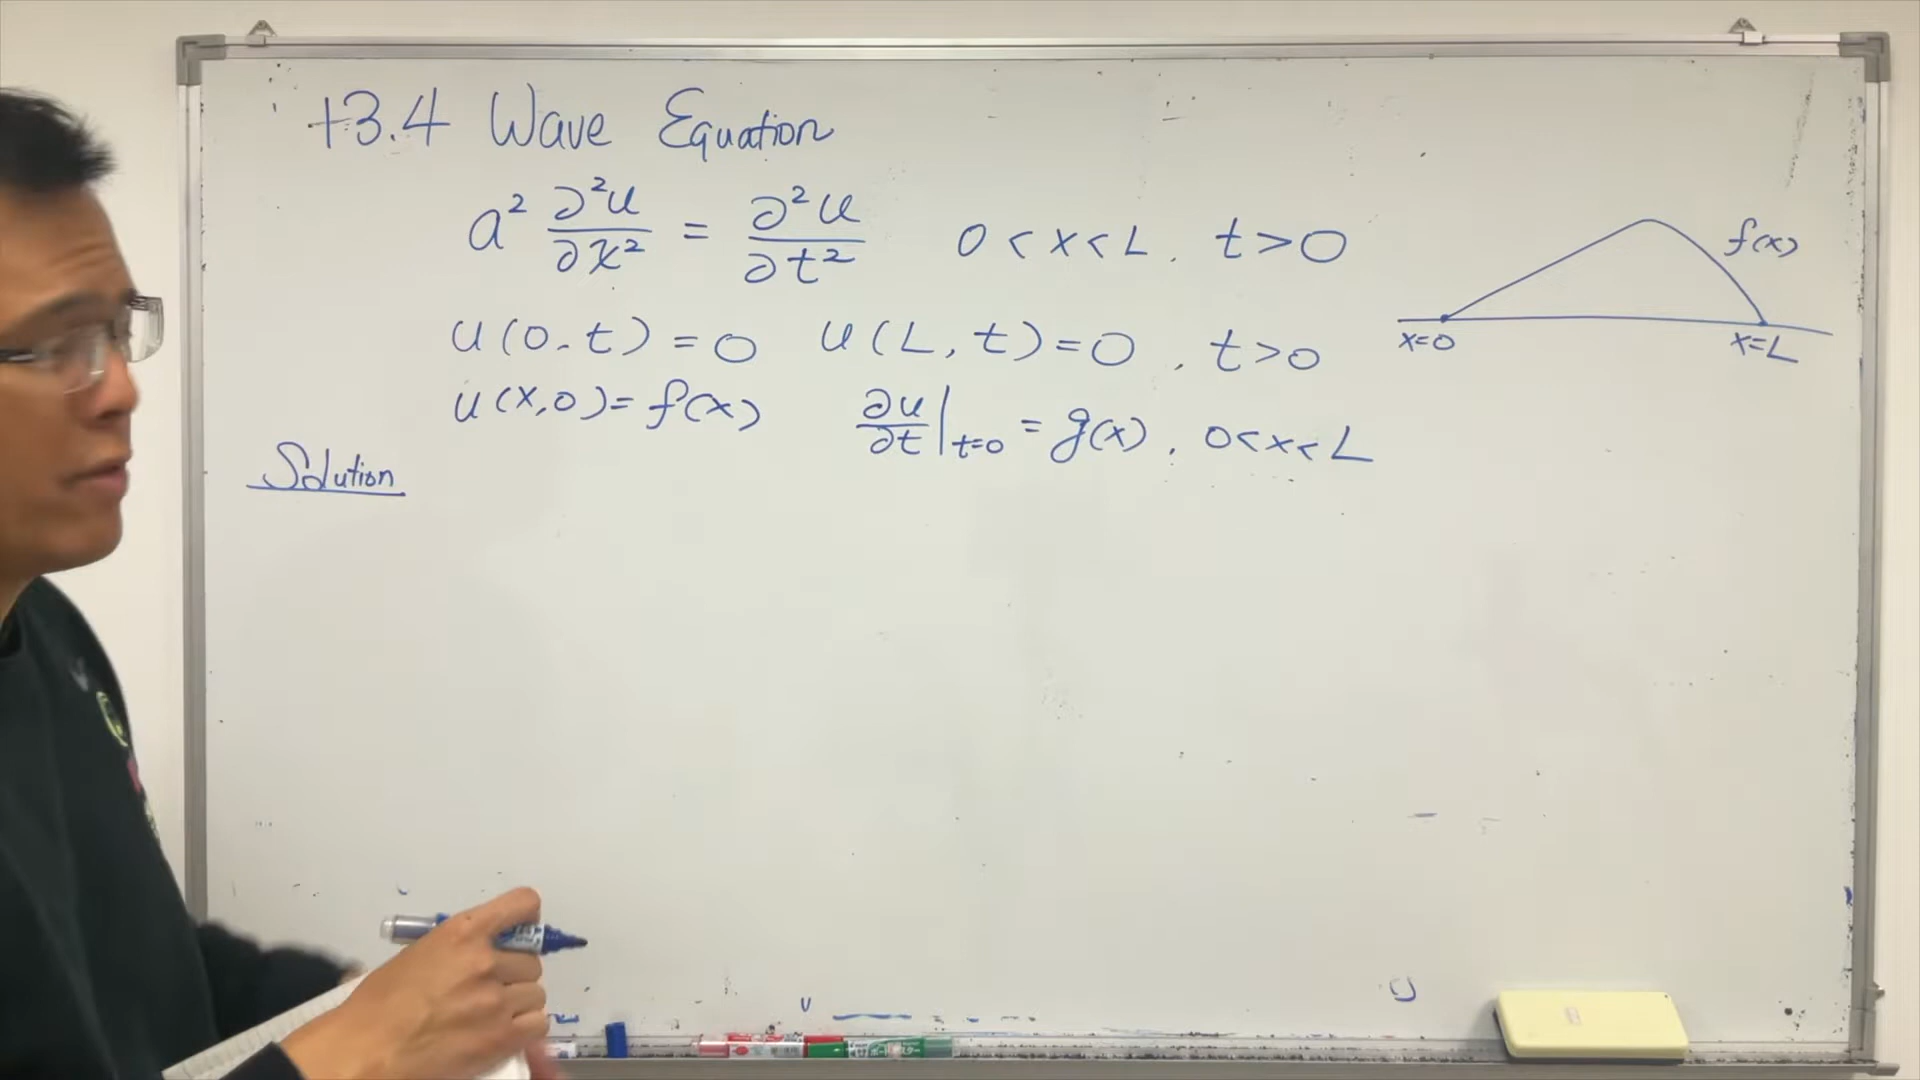 13.4 Wave Equation
a² ∂²u/∂x² = ∂²u/∂t² 0 < x < L, t > 0
u(0,t) = 0 u(L,t) = 0, t > 0
u(x,0) = f(x) ∂u/∂t|t=0 = g(x), 0 < x < L
Solution
f(x)
x=0 x=L